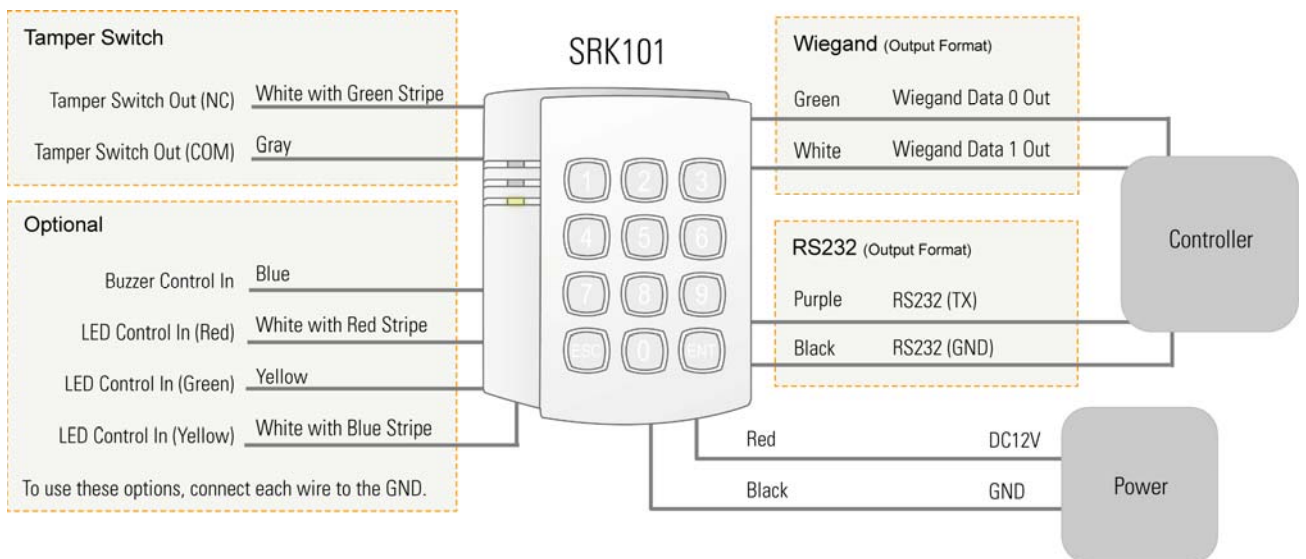 SRK101
Tamper Switch
Tamper Switch Out (NC) White with Green Stripe
Tamper Switch Out (COM) Gray
Optional
Buzzer Control In Blue
LED Control In (Red) White with Red Stripe
LED Control In (Green) Yellow
LED Control In (Yellow) White with Blue Stripe
To use these options, connect each wire to the GND.
1 2 3
4 5 6
7 8 9
ESC 0 ENT
Wiegand (Output Format)
Green Wiegand Data 0 Out
White Wiegand Data 1 Out
RS232 (Output Format)
Purple RS232 (TX)
Black RS232 (GND)
Controller
Red DC12V
Black GND
Power